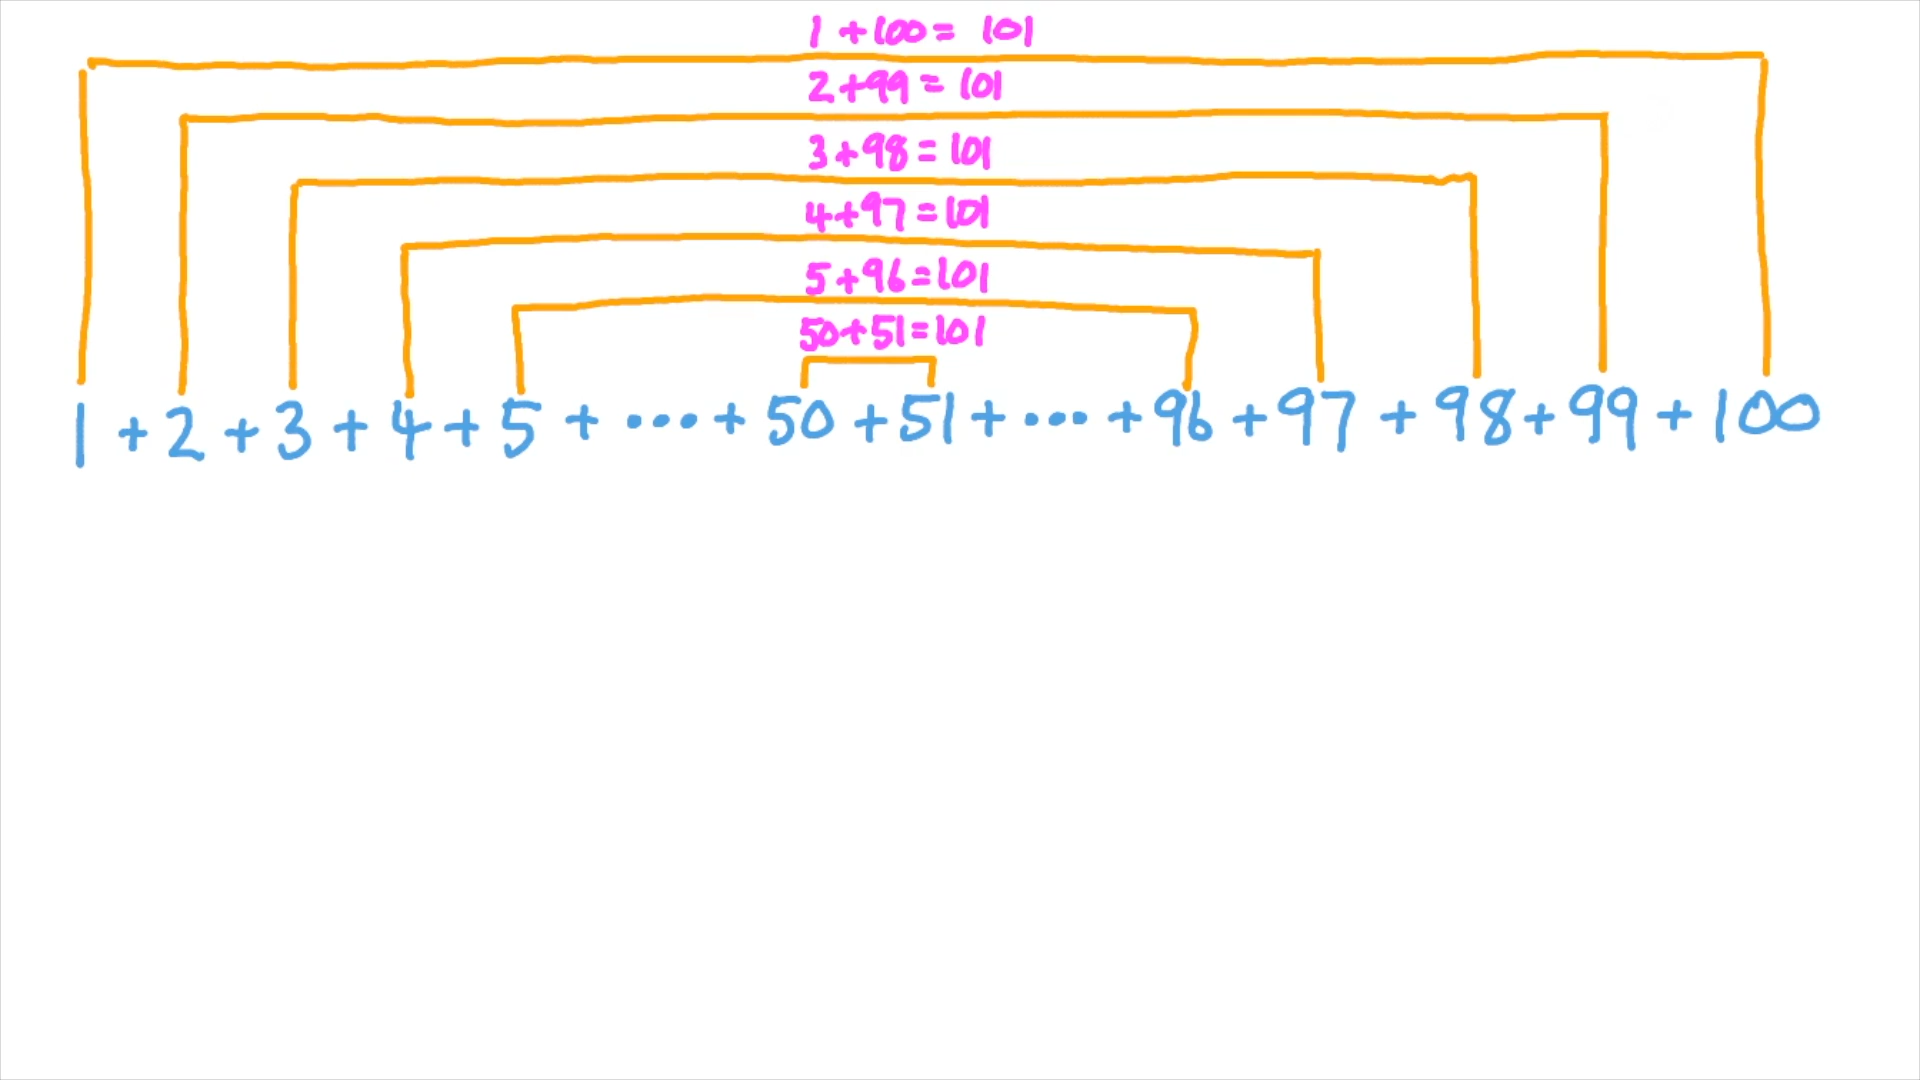 1 + 100 = 101
2 + 99 = 101
3 + 98 = 101
4 + 97 = 101
5 + 96 = 101
50 + 51 = 101
1 + 2 + 3 + 4 + 5 + ... + 50 + 51 + ... + 96 + 97 + 98 + 99 + 100